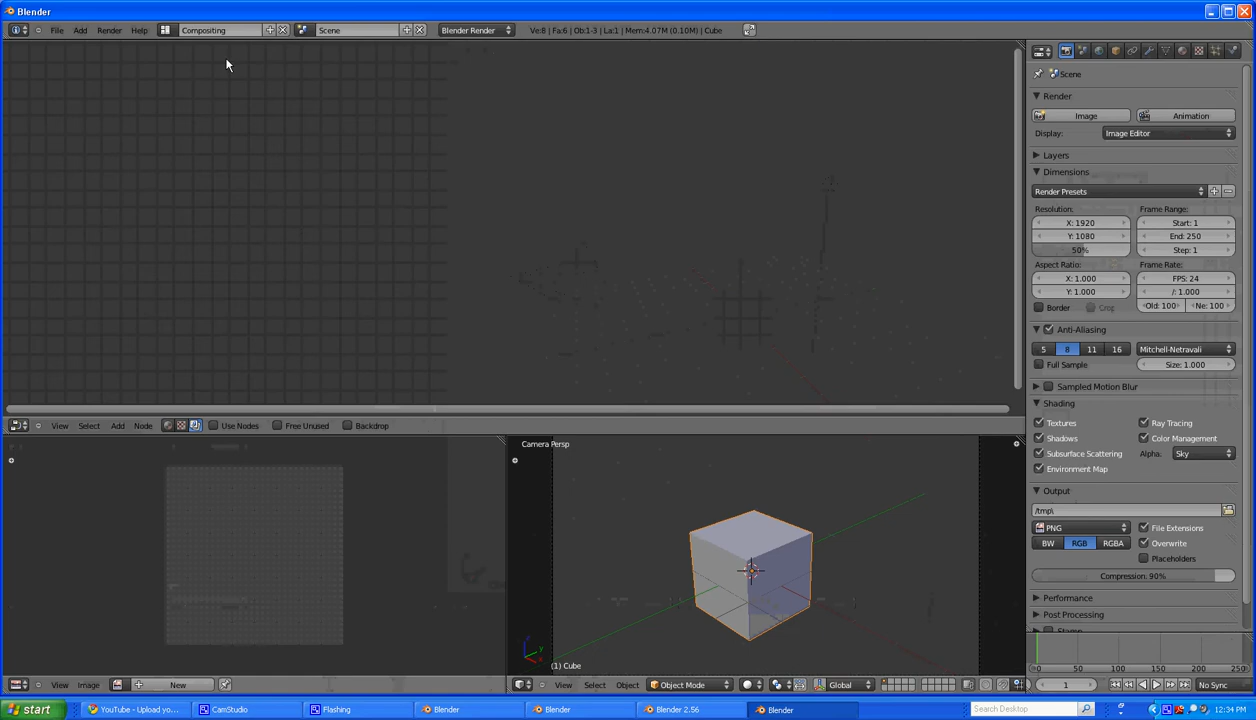 Blender
File Add Render Help Compositing Scene Blender Render Ve:8 | Fa:6 | Ob:1-3 | La:1 | Mem:4.07M (0.10M) | Cube
Scene
Render
Image Animation
Display: Image Editor
Layers
Dimensions
Render Presets
Resolution: Frame Range:
X: 1920 Start: 1
Y: 1080 End: 250
50% Step: 1
Aspect Ratio: Frame Rate:
X: 1.000 FPS: 24
Y: 1.000 /: 1.000
Border Crop Old: 100 Ne: 100
Anti-Aliasing
5 8 11 16 Mitchell-Netravali
Full Sample Size: 1.000
Sampled Motion Blur
Shading
Textures Ray Tracing
Shadows Color Management
Subsurface Scattering Alpha: Sky
Environment Map
Output
/tmp\
PNG File Extensions
BW RGB RGBA Overwrite
Placeholders
Compression: 90%
Performance
Post Processing
Stamp
View Select Add Node Use Nodes Free Unused Backdrop
Camera Persp
(1) Cube
View Image New
View Select Object Object Mode Global
0 50 100 150 200 250
1 No Sync
start YouTube - Upload yo... CamStudio Flashing Blender Blender Blender 2.56 Blender Search Desktop 12:34 PM